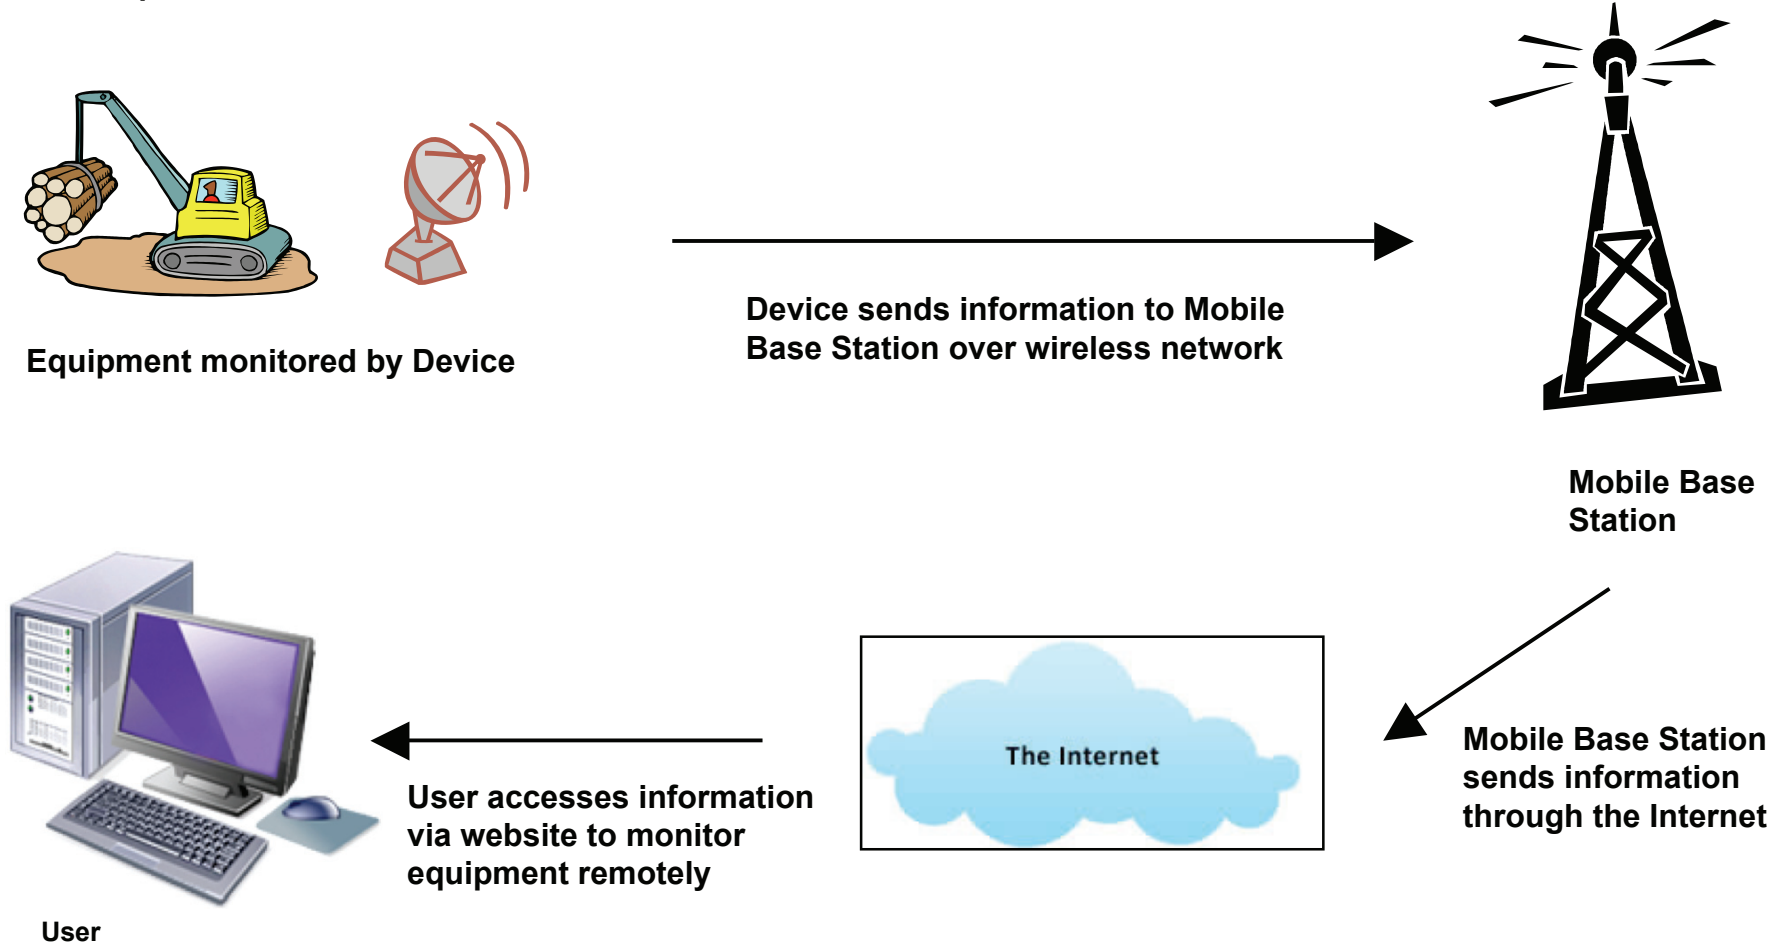 Equipment monitored by Device
Device sends information to Mobile
Base Station over wireless network
Mobile Base
Station
Mobile Base Station
sends information
through the Internet
The Internet
User accesses information
via website to monitor
equipment remotely
User